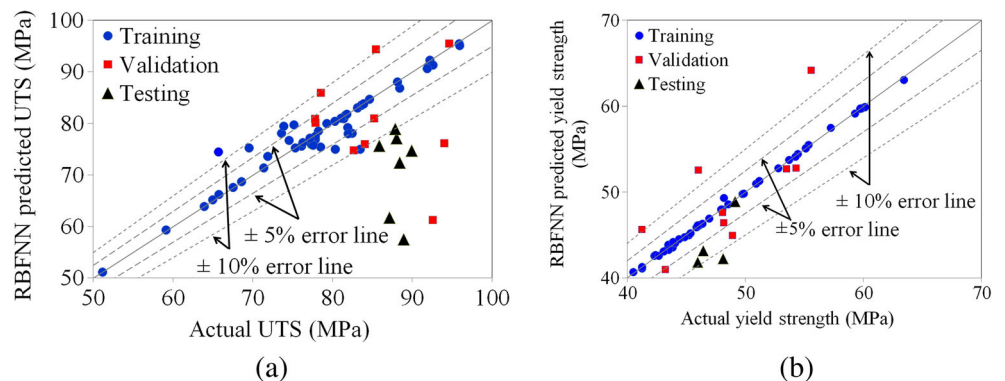 (a)
RBFNN predicted UTS (MPa)
100
90
80
70
60
50
Training
Validation
Testing
± 5% error line
± 10% error line
50 60 70 80 90 100
Actual UTS (MPa)
(a)
(b)
RBFNN predicted yield strength
(MPa)
70
60
50
40
Training
Validation
Testing
± 10% error line
±5% error line
40 50 60 70
Actual yield strength (MPa)
(b)